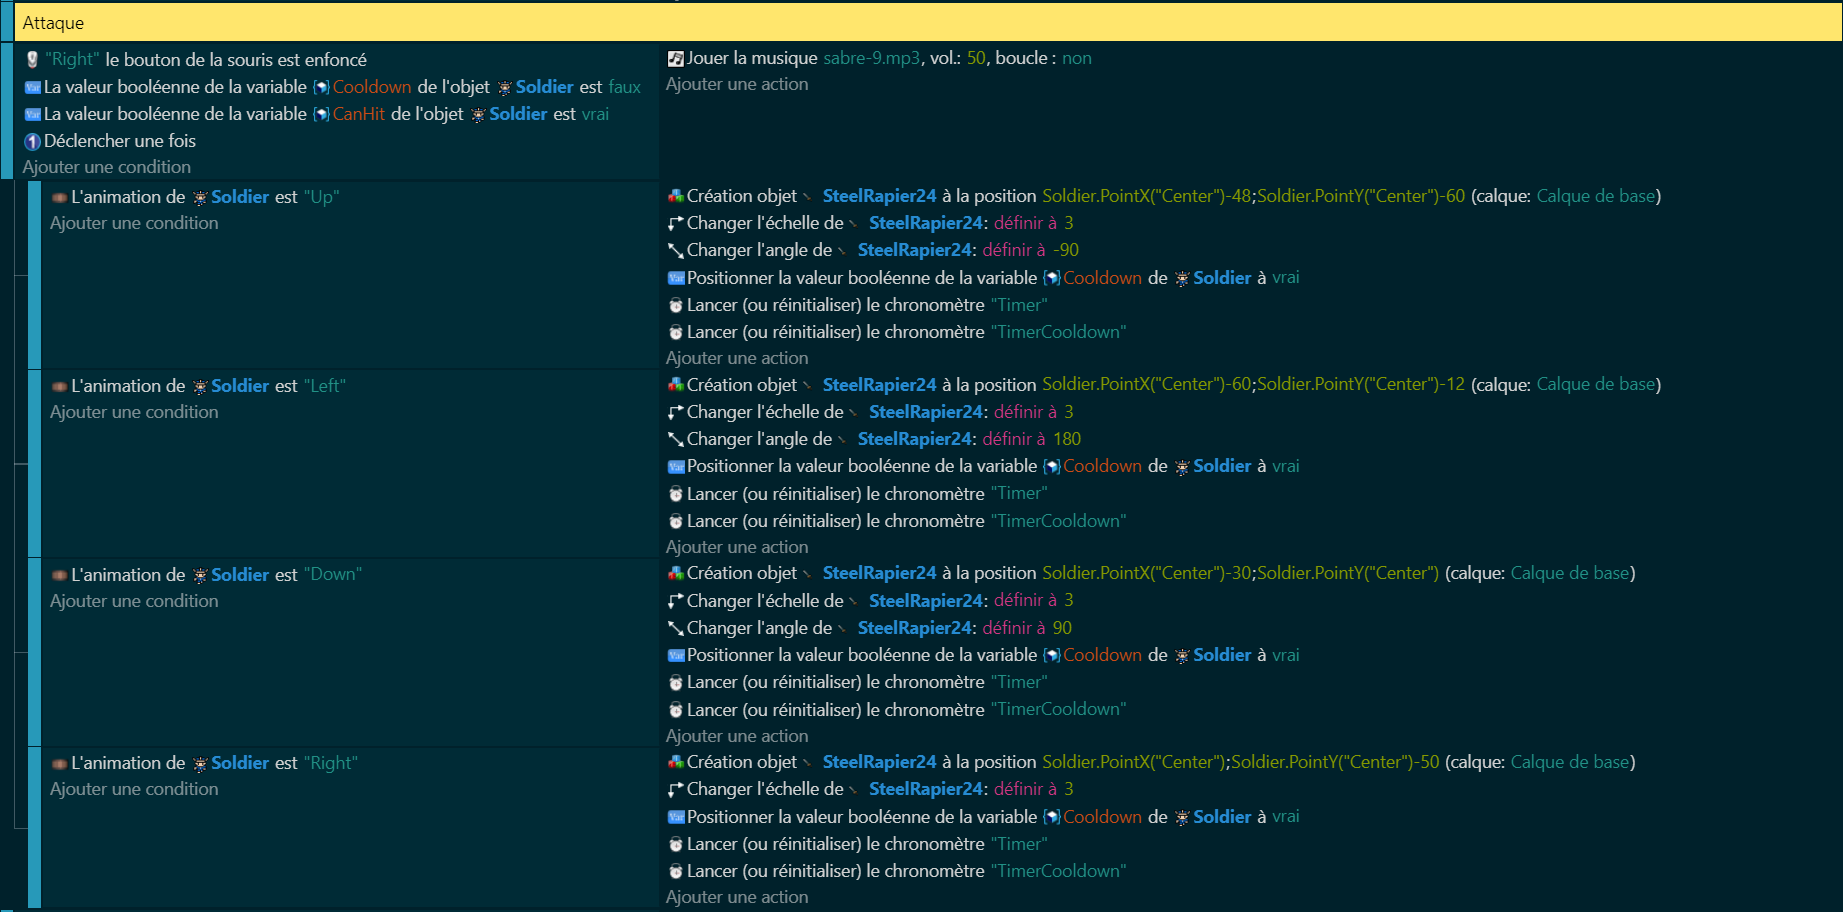 Attaque
"Right" le bouton de la souris est enfoncé
La valeur booléenne de la variable Cooldown de l'objet Soldier est faux
La valeur booléenne de la variable CanHit de l'objet Soldier est vrai
Déclencher une fois
Ajouter une condition
Jouer la musique sabre-9.mp3, vol.: 50, boucle : non
Ajouter une action
L'animation de Soldier est "Up"
Ajouter une condition
Création objet SteelRapier24 à la position Soldier.PointX("Center")-48;Soldier.PointY("Center")-60 (calque: Calque de base)
Changer l'échelle de SteelRapier24: définir à 3
Changer l'angle de SteelRapier24: définir à -90
Positionner la valeur booléenne de la variable Cooldown de Soldier à vrai
Lancer (ou réinitialiser) le chronomètre "Timer"
Lancer (ou réinitialiser) le chronomètre "TimerCooldown"
Ajouter une action
L'animation de Soldier est "Left"
Ajouter une condition
Création objet SteelRapier24 à la position Soldier.PointX("Center")-60;Soldier.PointY("Center")-12 (calque: Calque de base)
Changer l'échelle de SteelRapier24: définir à 3
Changer l'angle de SteelRapier24: définir à 180
Positionner la valeur booléenne de la variable Cooldown de Soldier à vrai
Lancer (ou réinitialiser) le chronomètre "Timer"
Lancer (ou réinitialiser) le chronomètre "TimerCooldown"
Ajouter une action
L'animation de Soldier est "Down"
Ajouter une condition
Création objet SteelRapier24 à la position Soldier.PointX("Center")-30;Soldier.PointY("Center") (calque: Calque de base)
Changer l'échelle de SteelRapier24: définir à 3
Changer l'angle de SteelRapier24: définir à 90
Positionner la valeur booléenne de la variable Cooldown de Soldier à vrai
Lancer (ou réinitialiser) le chronomètre "Timer"
Lancer (ou réinitialiser) le chronomètre "TimerCooldown"
Ajouter une action
L'animation de Soldier est "Right"
Ajouter une condition
Création objet SteelRapier24 à la position Soldier.PointX("Center");Soldier.PointY("Center")-50 (calque: Calque de base)
Changer l'échelle de SteelRapier24: définir à 3
Positionner la valeur booléenne de la variable Cooldown de Soldier à vrai
Lancer (ou réinitialiser) le chronomètre "Timer"
Lancer (ou réinitialiser) le chronomètre "TimerCooldown"
Ajouter une action